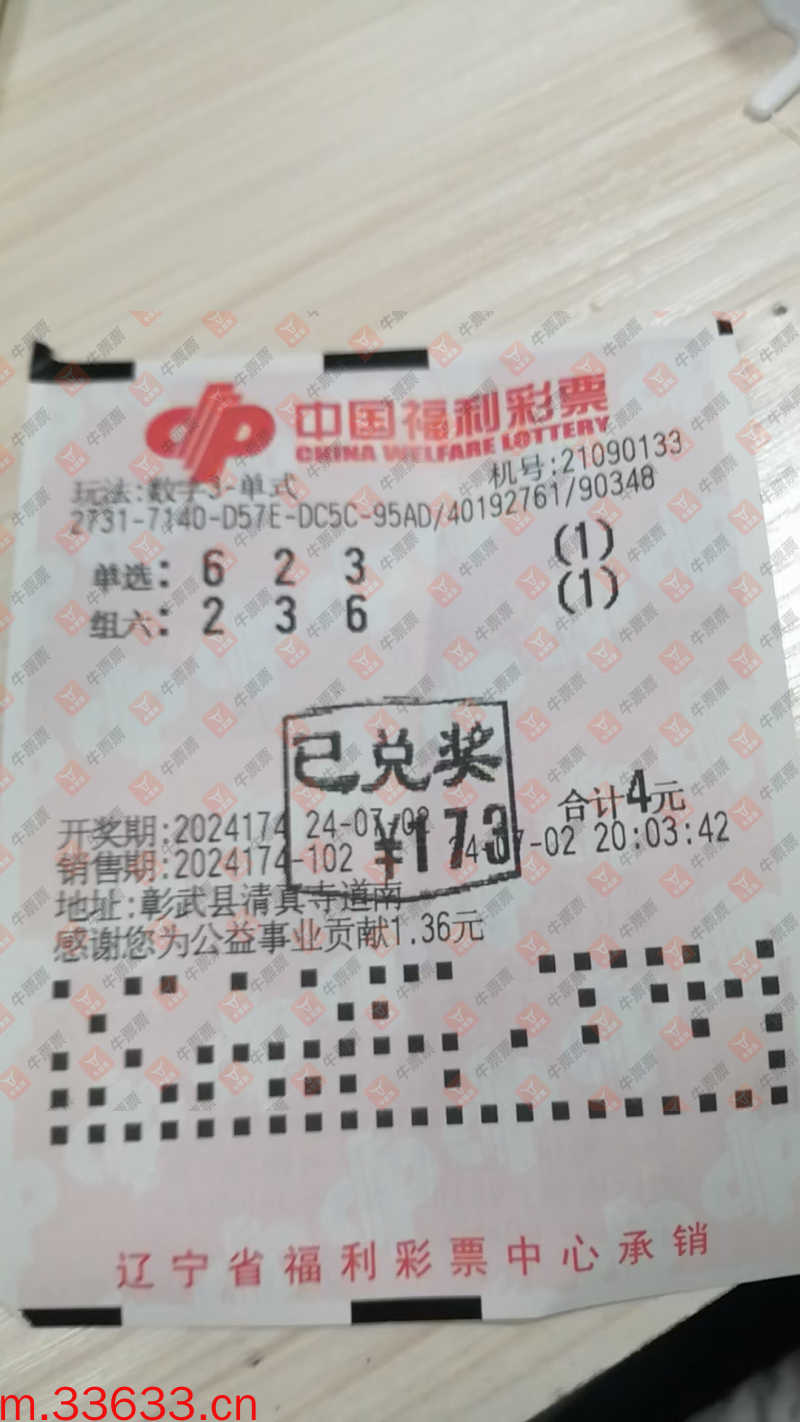 中国福利彩票
CHINA WELFARE LOTTERY
玩法:数字3-单式 机号:21090133
2731-7140-D57E-DC5C-95AD/40192761/90348
单选: 6 2 3 (1)
组六: 2 3 6 (1)
已兑奖
¥173
合计4元
开奖期:2024174 24-07/02
销售期:2024174-102 24-07-02 20:03:42
地址:彰武县清真寺道南
感谢您为公益事业贡献1.36元
辽宁省福利彩票中心承销
牛票票
m.33633.cn